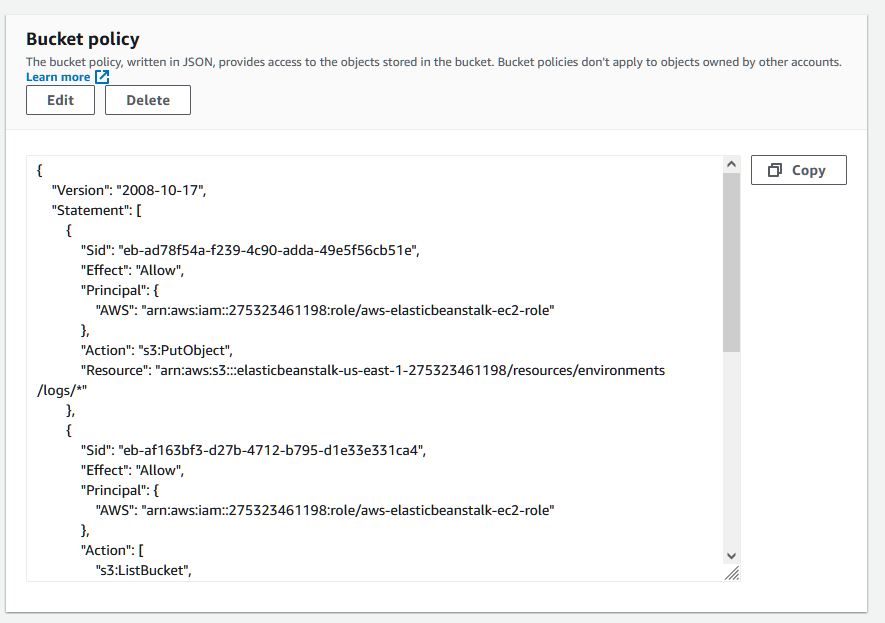 Bucket policy
The bucket policy, written in JSON, provides access to the objects stored in the bucket. Bucket policies don't apply to objects owned by other accounts.
Learn more
Edit Delete
Copy
{
"Version": "2008-10-17",
"Statement": [
{
"Sid": "eb-ad78f54a-f239-4c90-adda-49e5f56cb51e",
"Effect": "Allow",
"Principal": {
"AWS": "arn:aws:iam::275323461198:role/aws-elasticbeanstalk-ec2-role"
},
"Action": "s3:PutObject",
"Resource": "arn:aws:s3:::elasticbeanstalk-us-east-1-275323461198/resources/environments
/logs/*"
},
{
"Sid": "eb-af163bf3-d27b-4712-b795-d1e33e331ca4",
"Effect": "Allow",
"Principal": {
"AWS": "arn:aws:iam::275323461198:role/aws-elasticbeanstalk-ec2-role"
},
"Action": [
"s3:ListBucket",